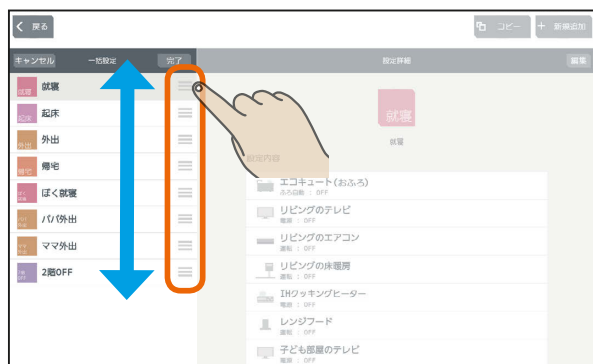 戻る
コピー
新規追加
キャンセル
一括設定
完了
設定詳細
編集
就寝
就寝
起床
起床
外出
外出
帰宅
帰宅
ぼく就寝
パパ外出
ママ外出
2階OFF
就寝
就寝
設定内容
エコキュート(おふろ)
ふろ自動 : OFF
リビングのテレビ
電源 : OFF
リビングのエアコン
運転 : OFF
リビングの床暖房
運転 : OFF
IHクッキングヒーター
電源 : OFF
レンジフード
運転 : OFF
子ども部屋のテレビ
電源 : OFF